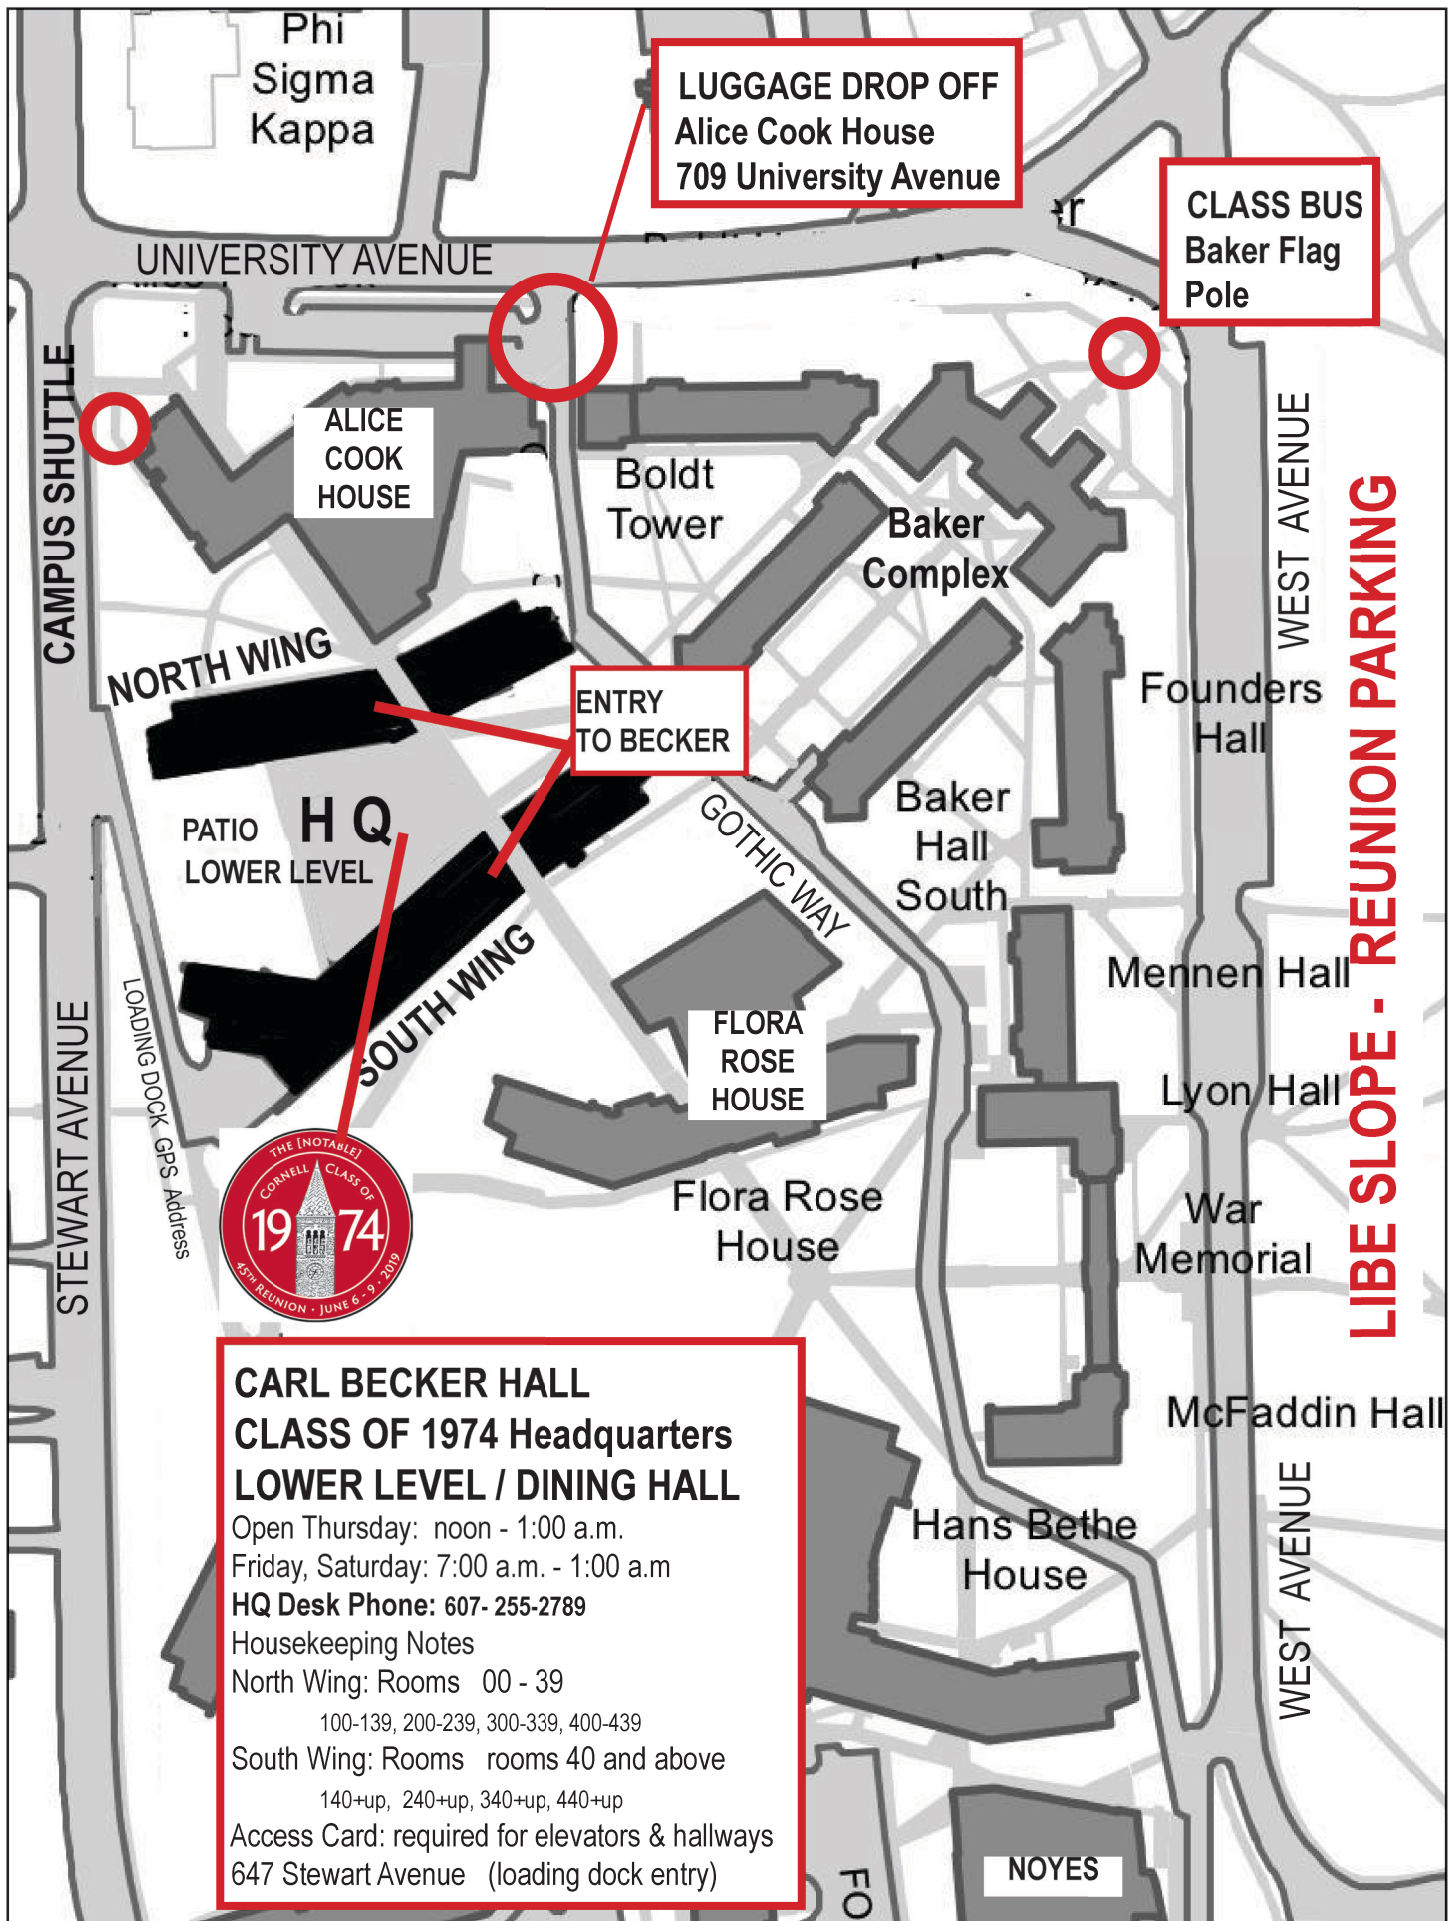 Phi
Sigma
Kappa
LUGGAGE DROP OFF
Alice Cook House
709 University Avenue
CLASS BUS
Baker Flag
Pole
UNIVERSITY AVENUE
CAMPUS SHUTTLE
ALICE
COOK
HOUSE
Boldt
Tower
Baker
Complex
WEST AVENUE
LIBE SLOPE - REUNION PARKING
NORTH WING
ENTRY
TO BECKER
Founders
Hall
PATIO
LOWER LEVEL
H Q
GOTHIC WAY
Baker
Hall
South
SOUTH WING
Mennen Hall
STEWART AVENUE
LOADING DOCK GPS Address
FLORA
ROSE
HOUSE
Lyon Hall
THE [NOTABLE]
CORNELL CLASS OF
1974
45TH REUNION · JUNE 6 - 9 · 2019
Flora Rose
House
War
Memorial
CARL BECKER HALL
CLASS OF 1974 Headquarters
LOWER LEVEL / DINING HALL
Open Thursday: noon - 1:00 a.m.
Friday, Saturday: 7:00 a.m. - 1:00 a.m
HQ Desk Phone: 607- 255-2789
Housekeeping Notes
North Wing: Rooms 00 - 39
100-139, 200-239, 300-339, 400-439
South Wing: Rooms rooms 40 and above
140+up, 240+up, 340+up, 440+up
Access Card: required for elevators & hallways
647 Stewart Avenue (loading dock entry)
McFaddin Hall
Hans Bethe
House
WEST AVENUE
NOYES
FO